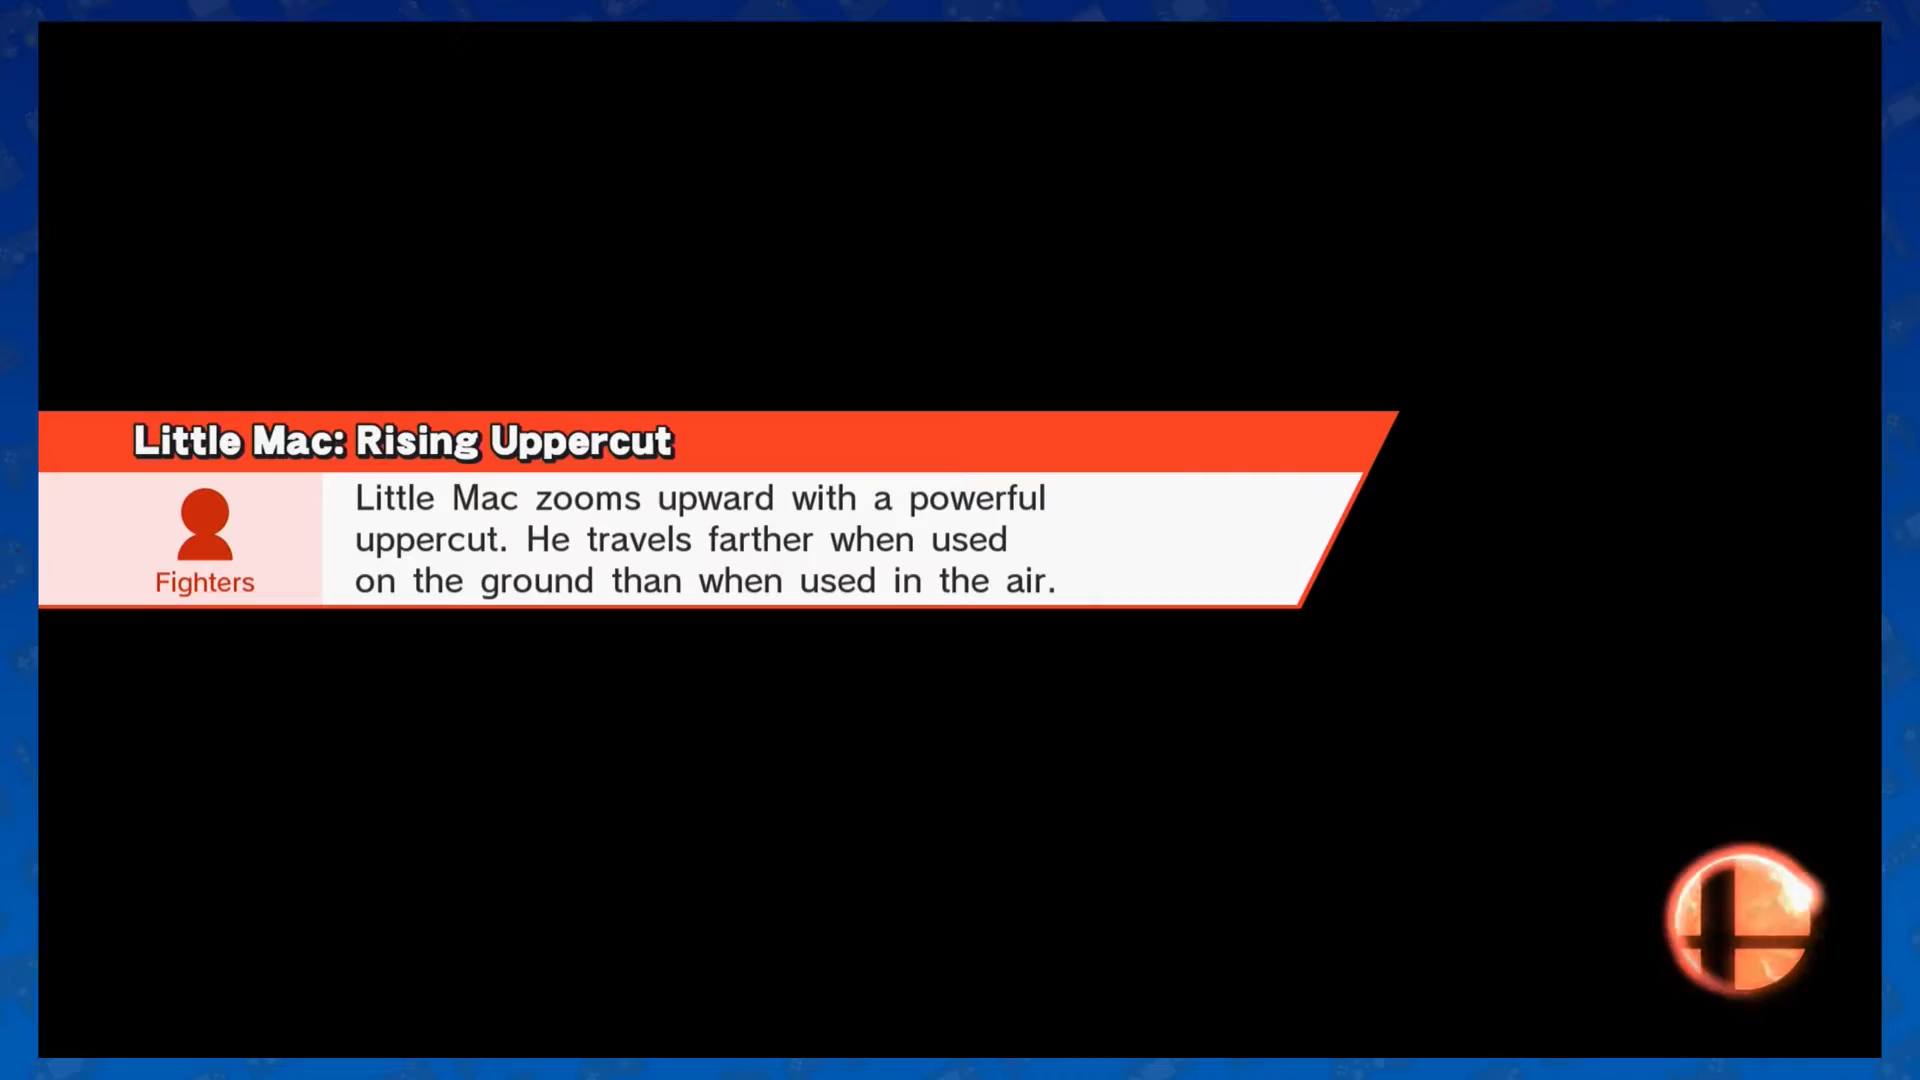 Little Mac: Rising Uppercut
Fighters
Little Mac zooms upward with a powerful
uppercut. He travels farther when used
on the ground than when used in the air.